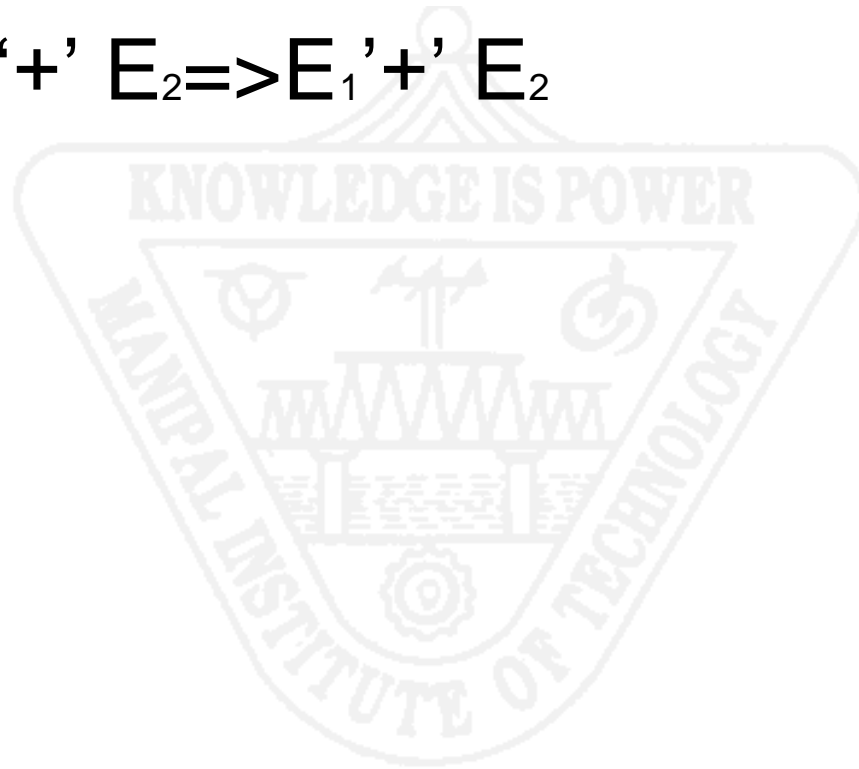 ‘+’ E₂=>E₁’+’ E₂
KNOWLEDGE IS POWER
MANIPAL INSTITUTE OF TECHNOLOGY